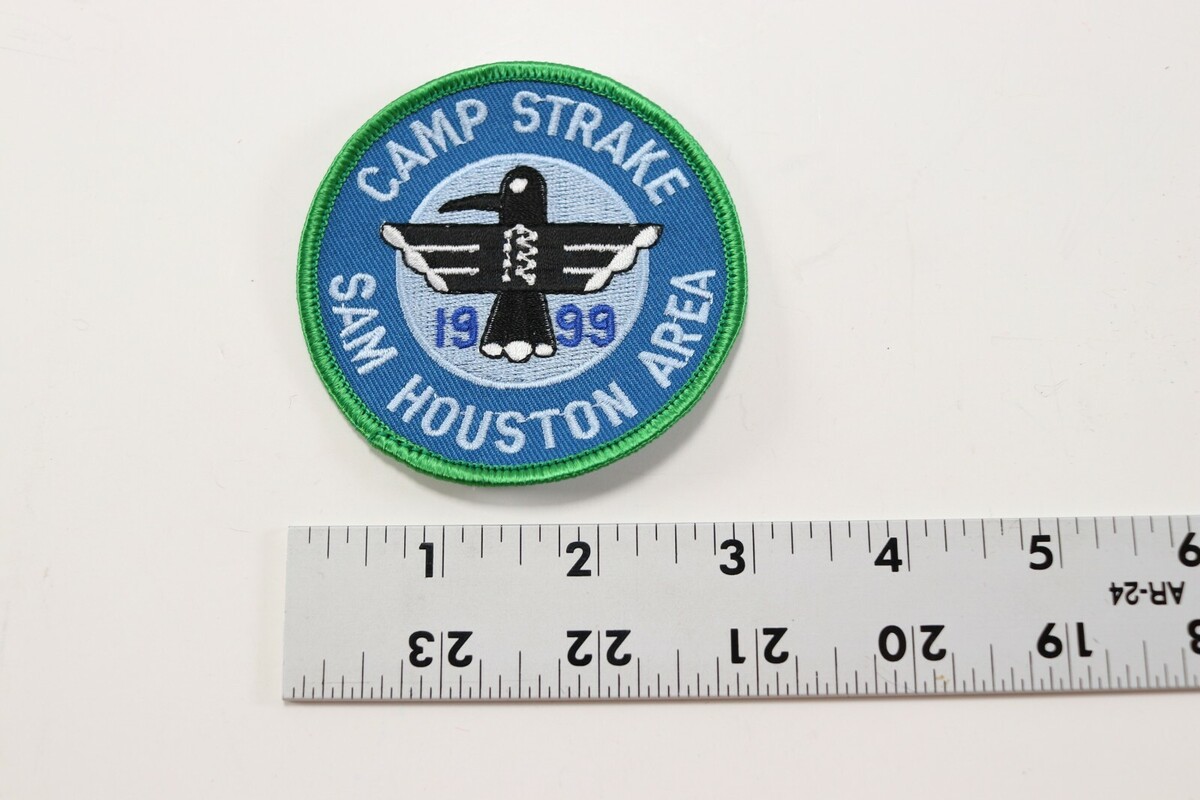 CAMP STRAKE
19 99
SAM HOUSTON AREA
1 2 3 4 5 6
AR-24
23 22 21 20 19